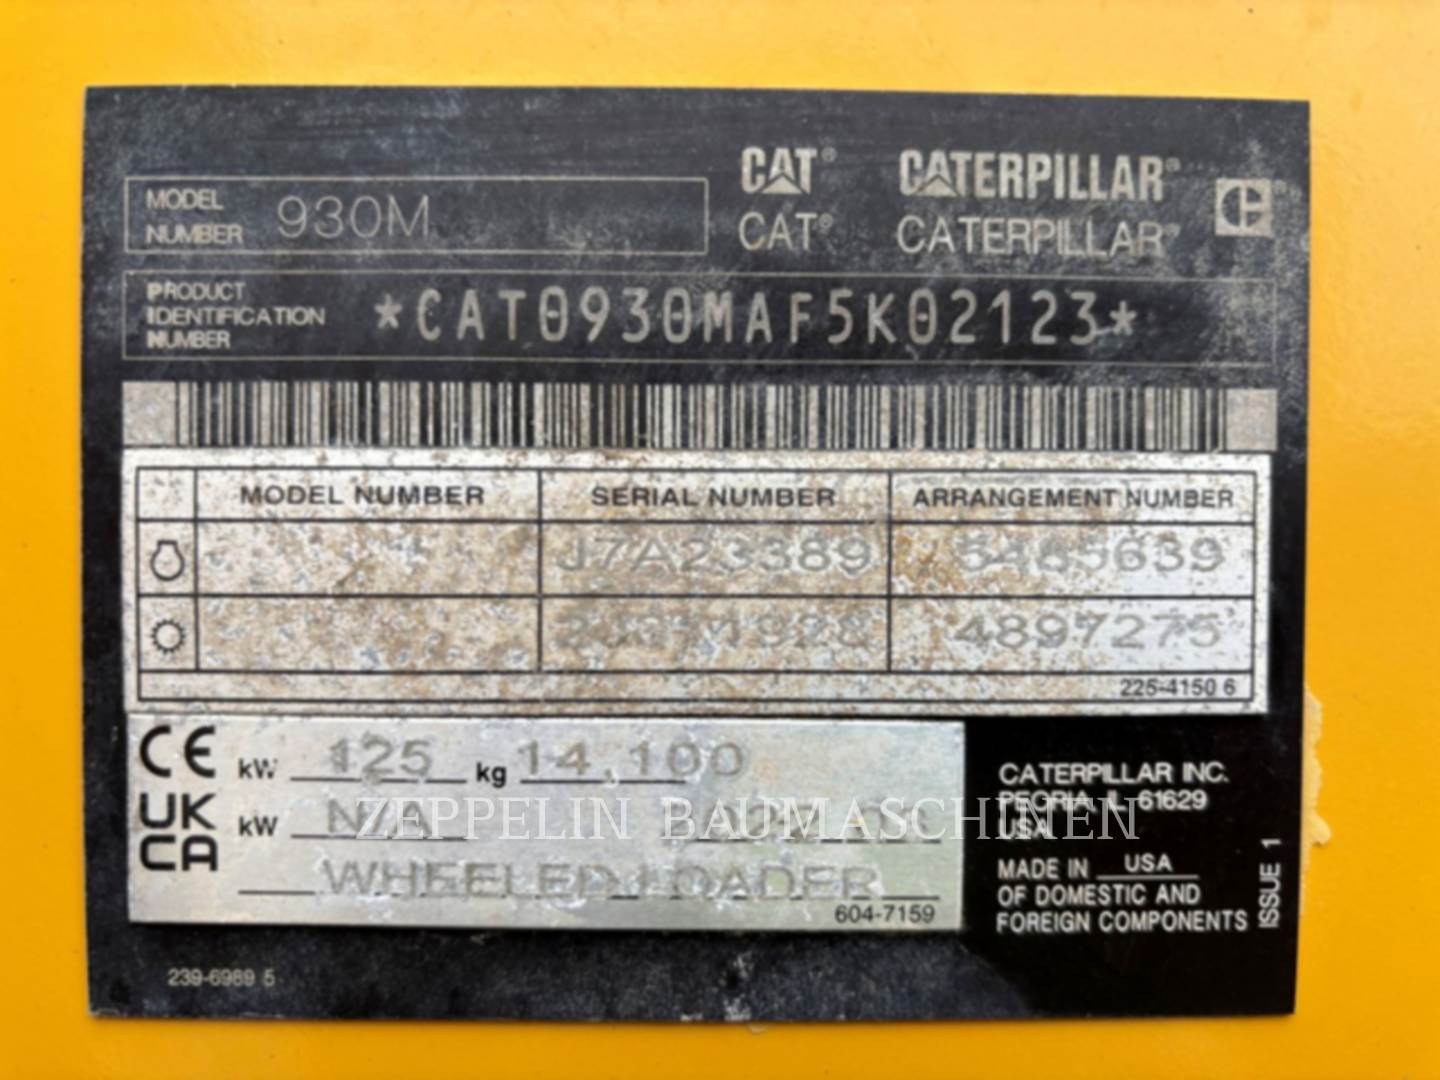 MODEL NUMBER 930M
CAT® CATERPILLAR®
CAT® CATERPILLAR®
PRODUCT IDENTIFICATION NUMBER *CAT0930MAF5K02123*
MODEL NUMBER SERIAL NUMBER ARRANGEMENT NUMBER
J7A23389 5485639
4897275
225-4150 6
CE kW 125 kg 14,100
UK CA kW N/A
WHEELED LOADER
604-7159
ZEPPELIN BAUMASCHINEN
CATERPILLAR INC.
PEORIA IL 61629
USA
MADE IN USA
OF DOMESTIC AND
FOREIGN COMPONENTS
ISSUE 1
239-6989 5